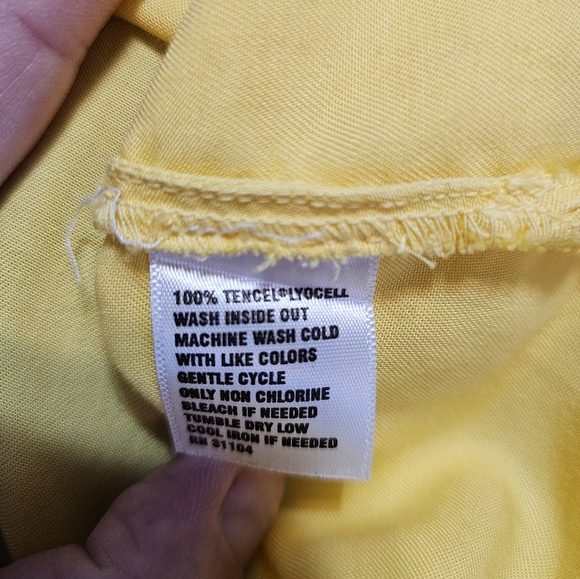 100% TENCEL®LYOCELL
WASH INSIDE OUT
MACHINE WASH COLD
WITH LIKE COLORS
GENTLE CYCLE
ONLY NON CHLORINE
BLEACH IF NEEDED
TUMBLE DRY LOW
COOL IRON IF NEEDED
RN 31104